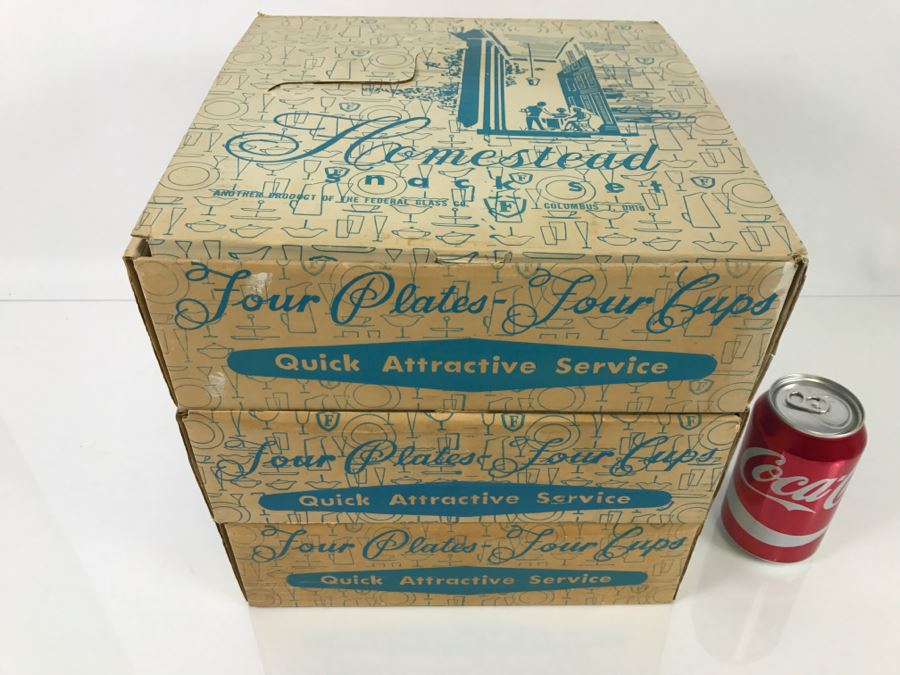 Homestead
snack set
ANOTHER PRODUCT OF THE FEDERAL GLASS CO. F COLUMBUS 7, OHIO
Four Plates - Four Cups
Quick Attractive Service
Four Plates - Four Cups
Quick Attractive Service
Four Plates - Four Cups
Quick Attractive Service
Coca-C